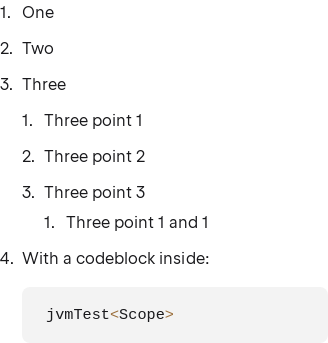 1. One
2. Two
3. Three
1. Three point 1
2. Three point 2
3. Three point 3
1. Three point 1 and 1
4. With a codeblock inside:
jvmTest<Scope>